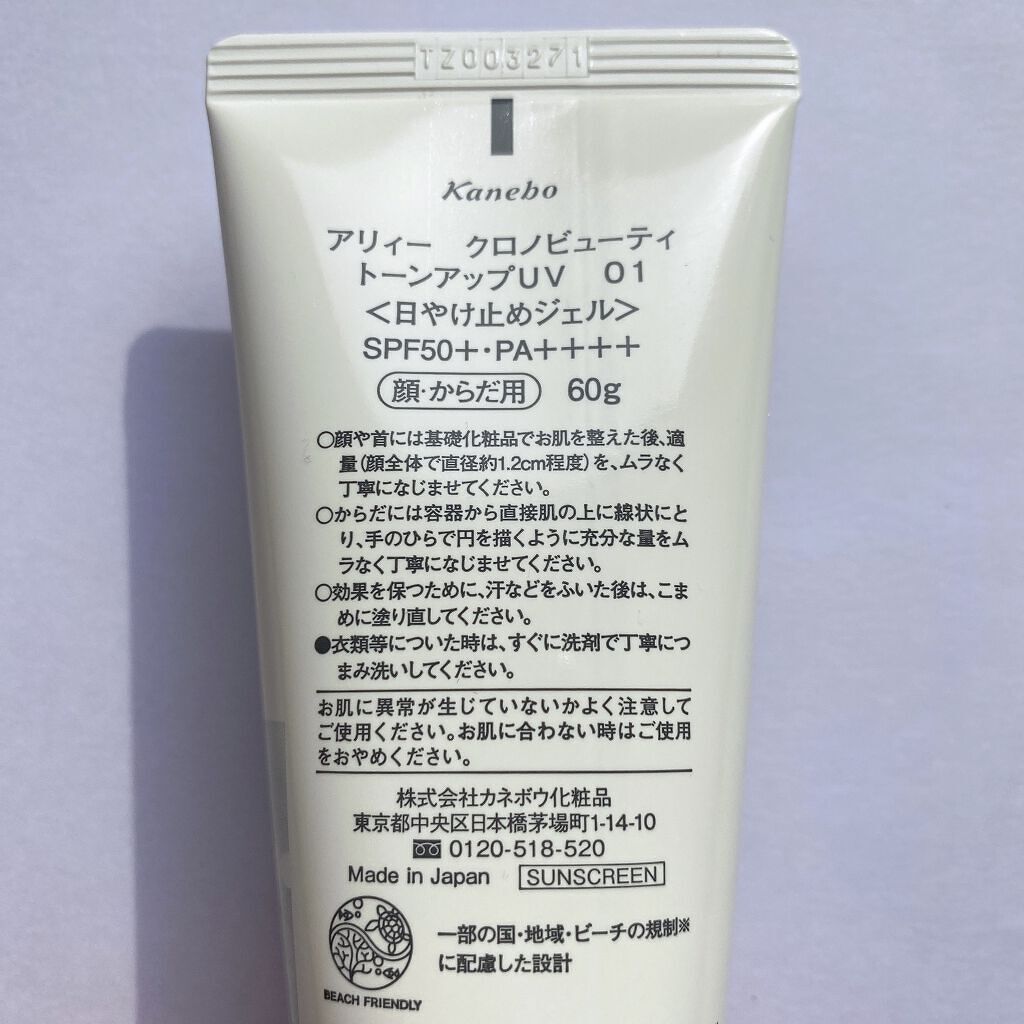 TZ003271
Kanebo
アリィー クロノビューティ
トーンアップUV 01
<日やけ止めジェル>
SPF50+・PA++++
顔・からだ用 60g
○顔や首には基礎化粧品でお肌を整えた後、適
量(顔全体で直径約1.2cm程度)を、ムラなく
丁寧になじませてください。
○からだには容器から直接肌の上に線状にと
り、手のひらで円を描くように充分な量をム
ラなく丁寧になじませてください。
○効果を保つために、汗などをふいた後は、こま
めに塗り直してください。
●衣類等についた時は、すぐに洗剤で丁寧につ
まみ洗いしてください。
お肌に異常が生じていないかよく注意して
ご使用ください。お肌に合わない時はご使用
をおやめください。
株式会社カネボウ化粧品
東京都中央区日本橋茅場町1-14-10
0120-518-520
Made in Japan SUNSCREEN
一部の国・地域・ビーチの規制※
に配慮した設計
BEACH FRIENDLY